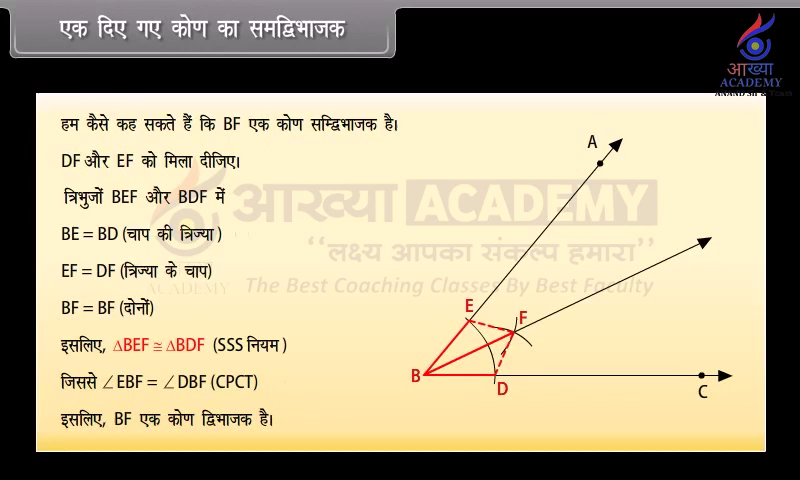 एक दिए गए कोण का समद्विभाजक
आख्या
ACADEMY
हम कैसे कह सकते हैं कि BF एक कोण सम्द्विभाजक है।
DF और EF को मिला दीजिए।
त्रिभुजों BEF और BDF में
BE = BD (चाप की त्रिज्या )
EF = DF (त्रिज्या के चाप)
BF = BF (दोनों)
इसलिए, ∆BEF ≅ ∆BDF (SSS नियम )
जिससे ∠EBF = ∠DBF (CPCT)
इसलिए, BF एक कोण द्विभाजक है।
आख्या ACADEMY
‘‘लक्ष्य आपका संकल्प हमारा’’
The Best Coaching Classes By Best Faculty
ACADEMY
A
E
F
B
D
C